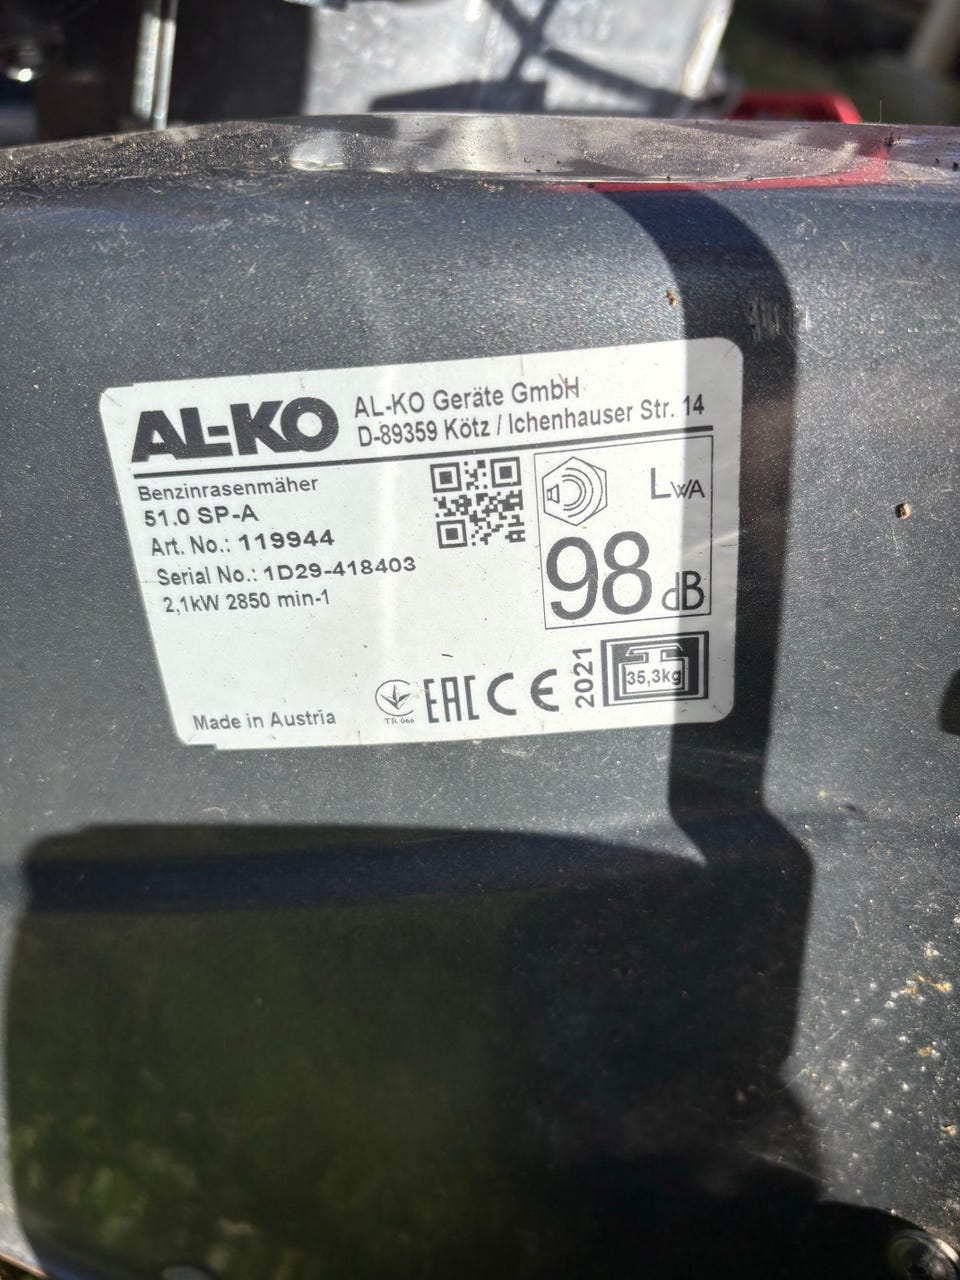 AL-KO
AL-KO Geräte GmbH
D-89359 Kötz / Ichenhauser Str. 14
Benzinrasenmäher
51.0 SP-A
Art. No.: 119944
Serial No.: 1D29-418403
2,1kW 2850 min-1
LWA
98 dB
Made in Austria
TR 066
EAC
CE
2021
35,3kg